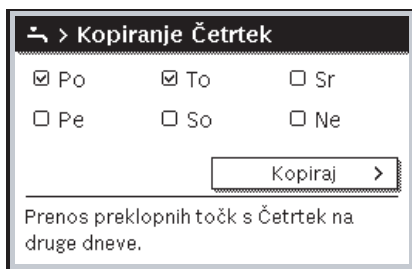 > Kopiranje Četrtek
Po To Sr
Pe So Ne
Kopiraj >
Prenos preklopnih točk s Četrtek na
druge dneve.